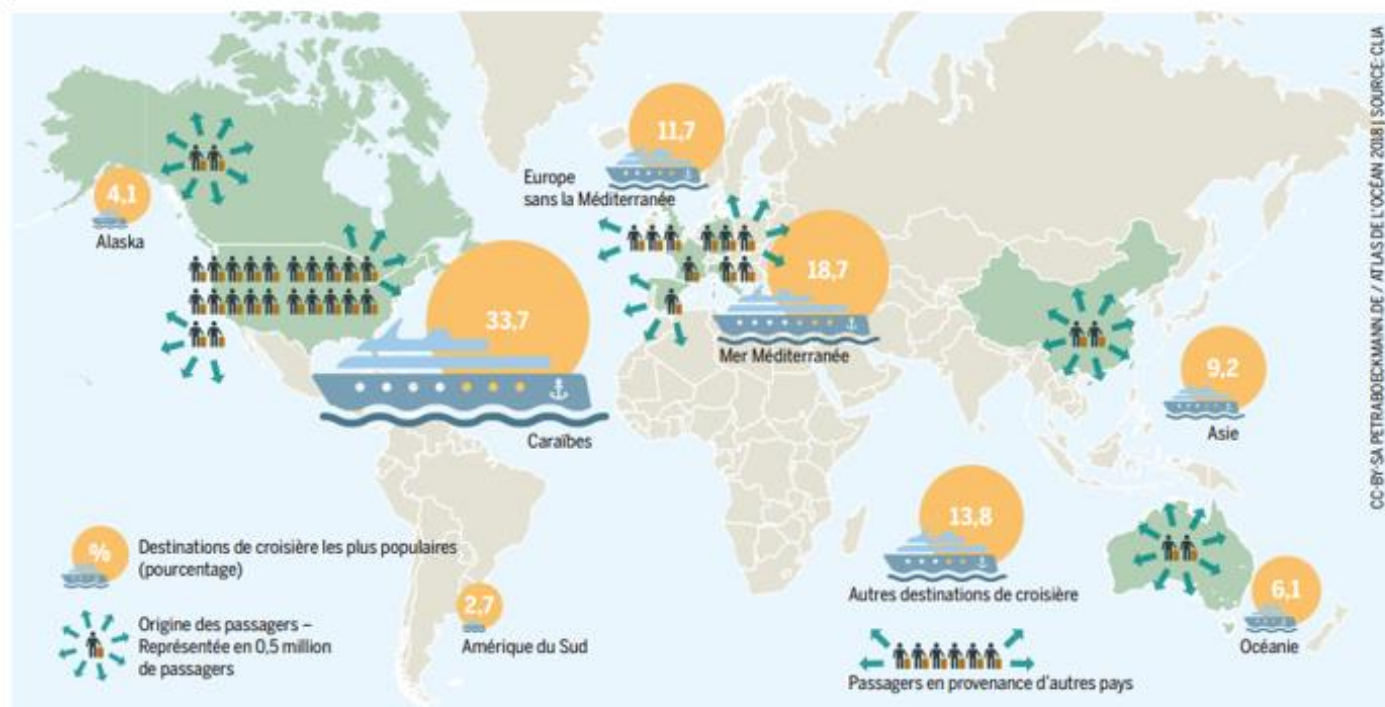 4,1
Alaska
11,7
Europe
sans la Méditerranée
33,7
Caraïbes
18,7
Mer Méditerranée
9,2
Asie
13,8
Autres destinations de croisière
Passagers en provenance d'autres pays
6,1
Océanie
2,7
Amérique du Sud
%
Destinations de croisière les plus populaires
(pourcentage)
Origine des passagers –
Représentée en 0,5 million
de passagers
CC-BY-SA PETRABOECKMANN.DE / ATLAS DE L'OCÉAN 2018 | SOURCE: CLIA